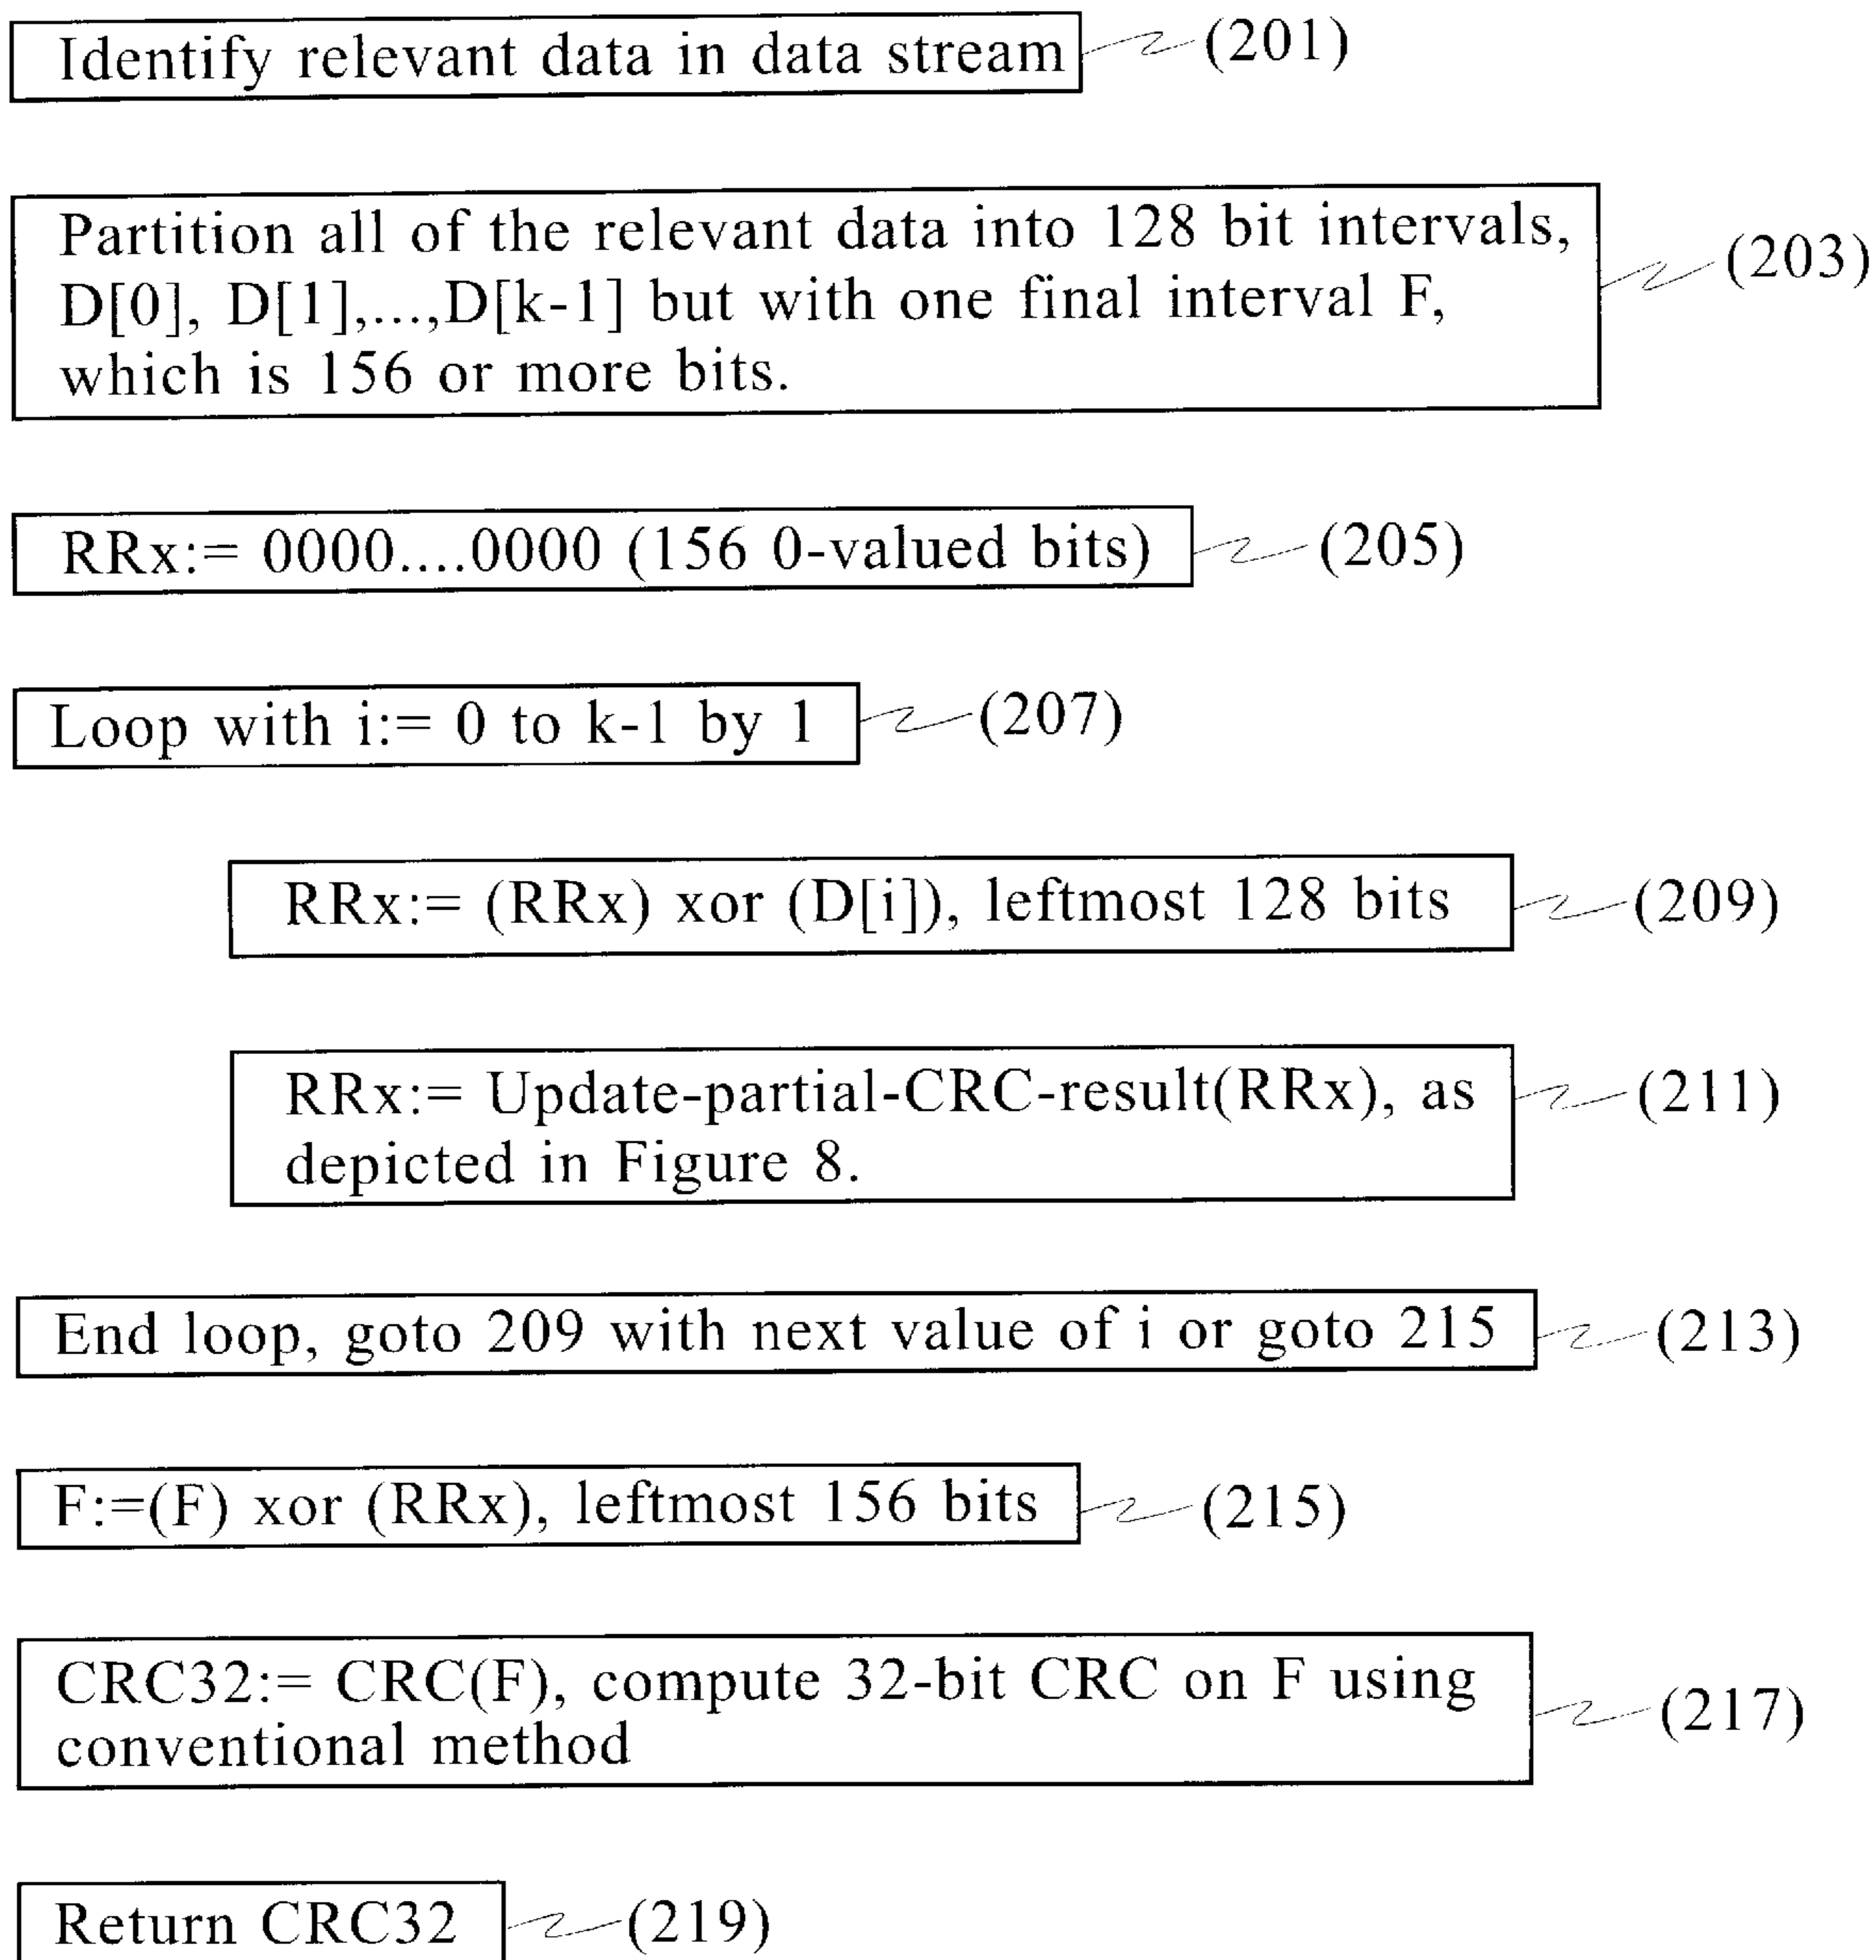 Identify relevant data in data stream (201)
Partition all of the relevant data into 128 bit intervals,
D[0], D[1],...,D[k-1] but with one final interval F,
which is 156 or more bits.
(203)
RRx:= 0000....0000 (156 0-valued bits) (205)
Loop with i:= 0 to k-1 by 1 (207)
RRx:= (RRx) xor (D[i]), leftmost 128 bits (209)
RRx:= Update-partial-CRC-result(RRx), as
depicted in Figure 8.
(211)
End loop, goto 209 with next value of i or goto 215 (213)
F:=(F) xor (RRx), leftmost 156 bits (215)
CRC32:= CRC(F), compute 32-bit CRC on F using
conventional method
(217)
Return CRC32 (219)